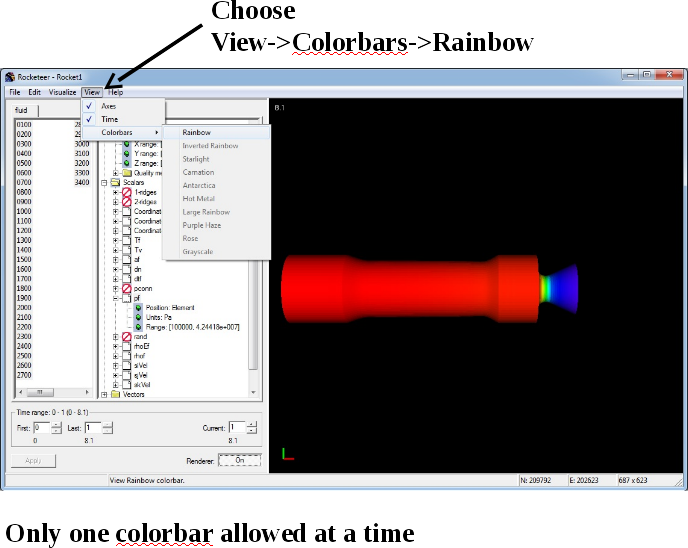 Choose
View->Colorbars->Rainbow
Rocketeer - Rocket1
File Edit Visualize View Help
fluid
Axes
Time
Colorbars
Rainbow
Inverted Rainbow
Starlight
Carnation
Antarctica
Hot Metal
Large Rainbow
Purple Haze
Rose
Grayscale
8.1
0100
0200
0300 3000
0400 3100
0500 3200
0600 3300
0700 3400
0800
0900
1000
1100
1200
1300
1400
1500
1600
1700
1800
1900
2000
2100
2200
2300
2400
2500
2600
2700
X range: [
Y range: [
Z range: [
Quality me
Scalars
1-ridges
2-ridges
Coordinat
Coordinat
Coordinat
Tf
Tv
af
dn
dtf
pconn
pf
Position: Element
Units: Pa
Range: [100000, 4.24418e+007]
rand
rhoEf
rhof
siVel
sjVel
skVel
Vectors
Time range: 0 - 1 (0 - 8.1)
First: 0 Last: 1 Current: 1
0 8.1 8.1
Apply Renderer: On
View Rainbow colorbar. N: 209792 E: 202623 687 x 623
Only one colorbar allowed at a time